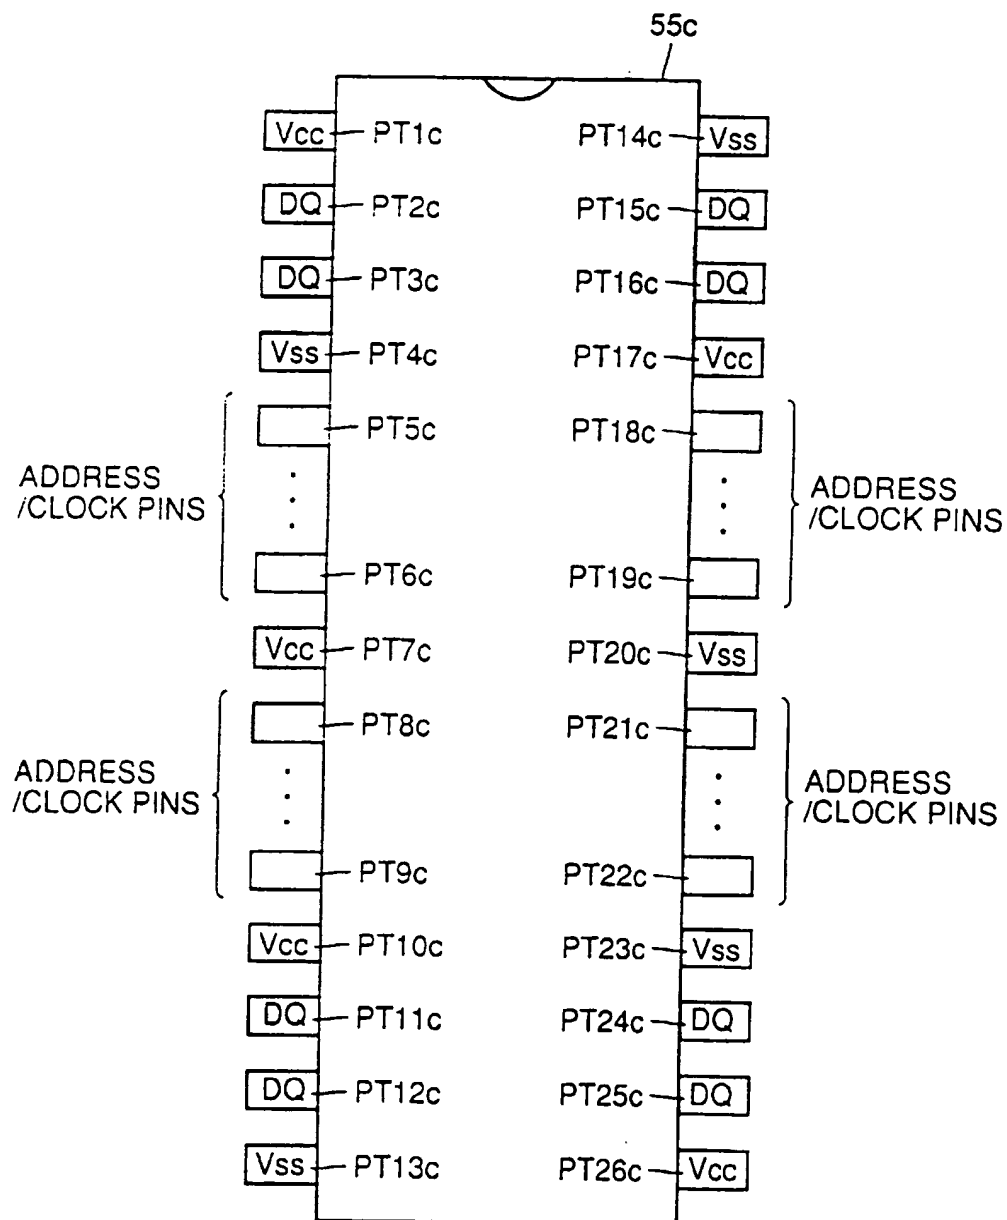 55c
Vcc PT1c PT14c Vss
DQ PT2c PT15c DQ
DQ PT3c PT16c DQ
Vss PT4c PT17c Vcc
PT5c PT18c
ADDRESS
/CLOCK PINS
ADDRESS
/CLOCK PINS
PT6c PT19c
Vcc PT7c PT20c Vss
PT8c PT21c
ADDRESS
/CLOCK PINS
ADDRESS
/CLOCK PINS
PT9c PT22c
Vcc PT10c PT23c Vss
DQ PT11c PT24c DQ
DQ PT12c PT25c DQ
Vss PT13c PT26c Vcc